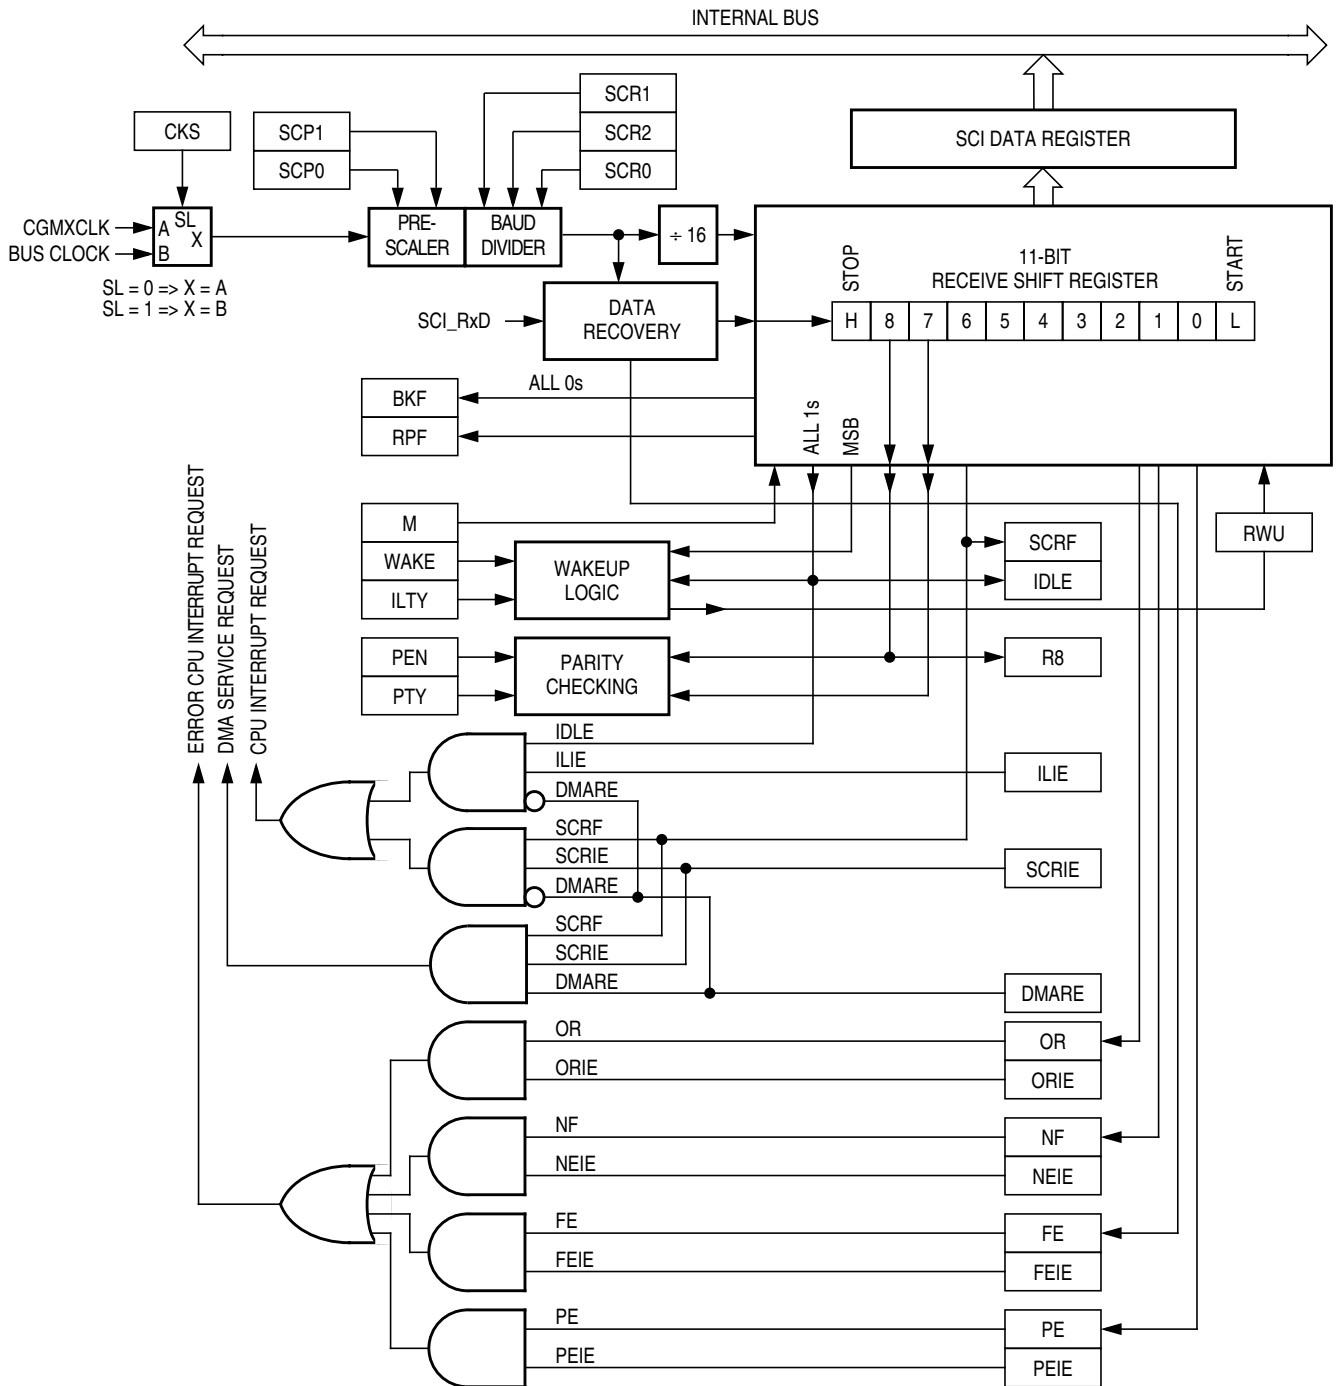 INTERNAL BUS
SCR1
SCR2
SCR0
SCP1
SCP0
CKS
SCI DATA REGISTER
CGMXCLK
BUS CLOCK
A
B
SL
X
SL = 0 => X = A
SL = 1 => X = B
PRE-
SCALER
BAUD
DIVIDER
÷ 16
STOP
11-BIT
RECEIVE SHIFT REGISTER
START
SCI_RxD
DATA
RECOVERY
H 8 7 6 5 4 3 2 1 0 L
ALL 0s
BKF
RPF
ALL 1s
MSB
ERROR CPU INTERRUPT REQUEST
DMA SERVICE REQUEST
CPU INTERRUPT REQUEST
M
WAKE
ILTY
WAKEUP
LOGIC
SCRF
IDLE
RWU
PEN
PTY
PARITY
CHECKING
R8
IDLE
ILIE
DMARE
ILIE
SCRF
SCRIE
DMARE
SCRIE
SCRF
SCRIE
DMARE
DMARE
OR
ORIE
OR
ORIE
NF
NEIE
NF
NEIE
FE
FEIE
FE
FEIE
PE
PEIE
PE
PEIE